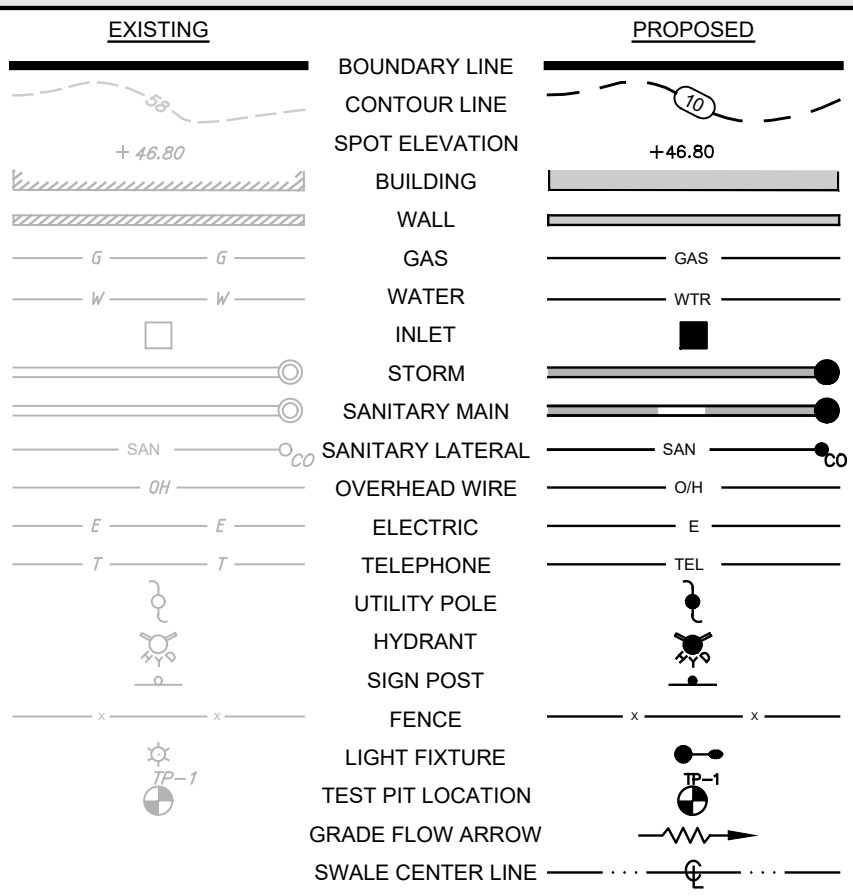 EXISTING PROPOSED
BOUNDARY LINE
58 CONTOUR LINE 10
+ 46.80 SPOT ELEVATION +46.80
BUILDING
WALL
G G GAS GAS
W W WATER WTR
INLET
STORM
SANITARY MAIN
SAN CO SANITARY LATERAL SAN CO
OH OVERHEAD WIRE O/H
E E ELECTRIC E
T T TELEPHONE TEL
UTILITY POLE
HYD HYDRANT HYD
SIGN POST
x x FENCE x x
LIGHT FIXTURE
TP-1 TP-1
TEST PIT LOCATION
GRADE FLOW ARROW
SWALE CENTER LINE ℄